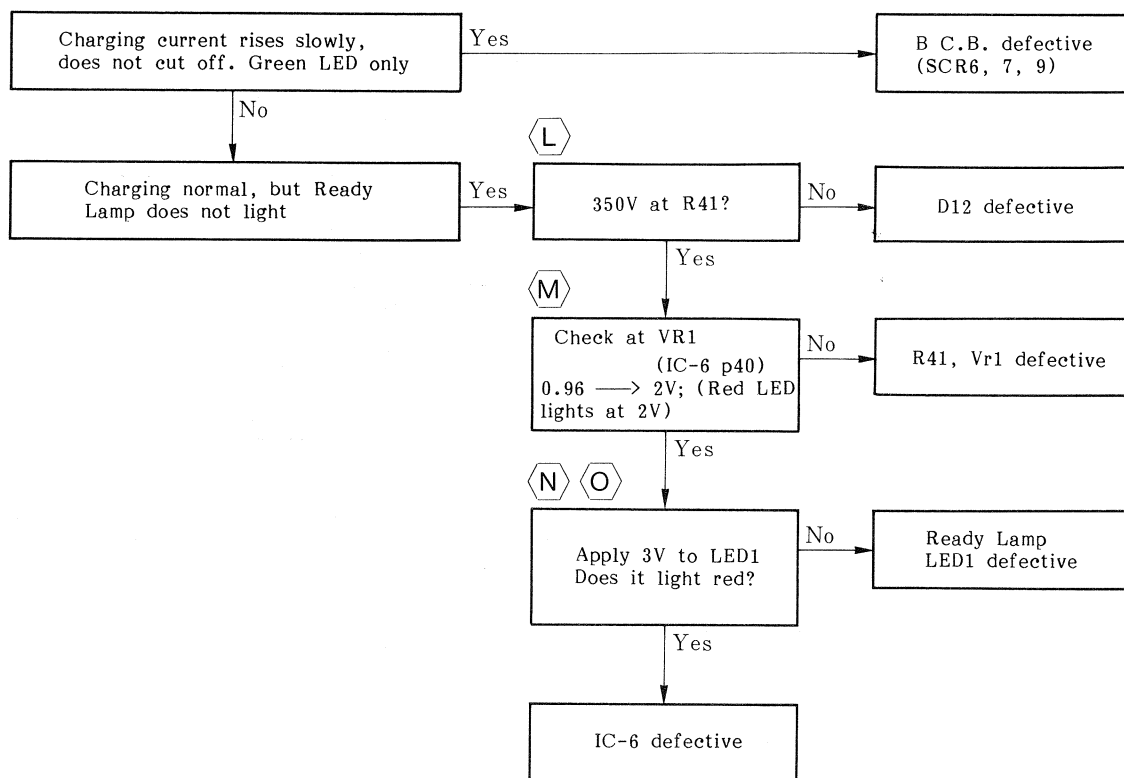 Charging current rises slowly,
does not cut off. Green LED only
Yes
B C.B. defective
(SCR6, 7, 9)
No
Charging normal, but Ready
Lamp does not light
Yes
L
350V at R41?
No
D12 defective
Yes
M
Check at VR1
(IC-6 p40)
0.96 ⟶ 2V; (Red LED
lights at 2V)
No
R41, Vr1 defective
Yes
N O
Apply 3V to LED1
Does it light red?
No
Ready Lamp
LED1 defective
Yes
IC-6 defective